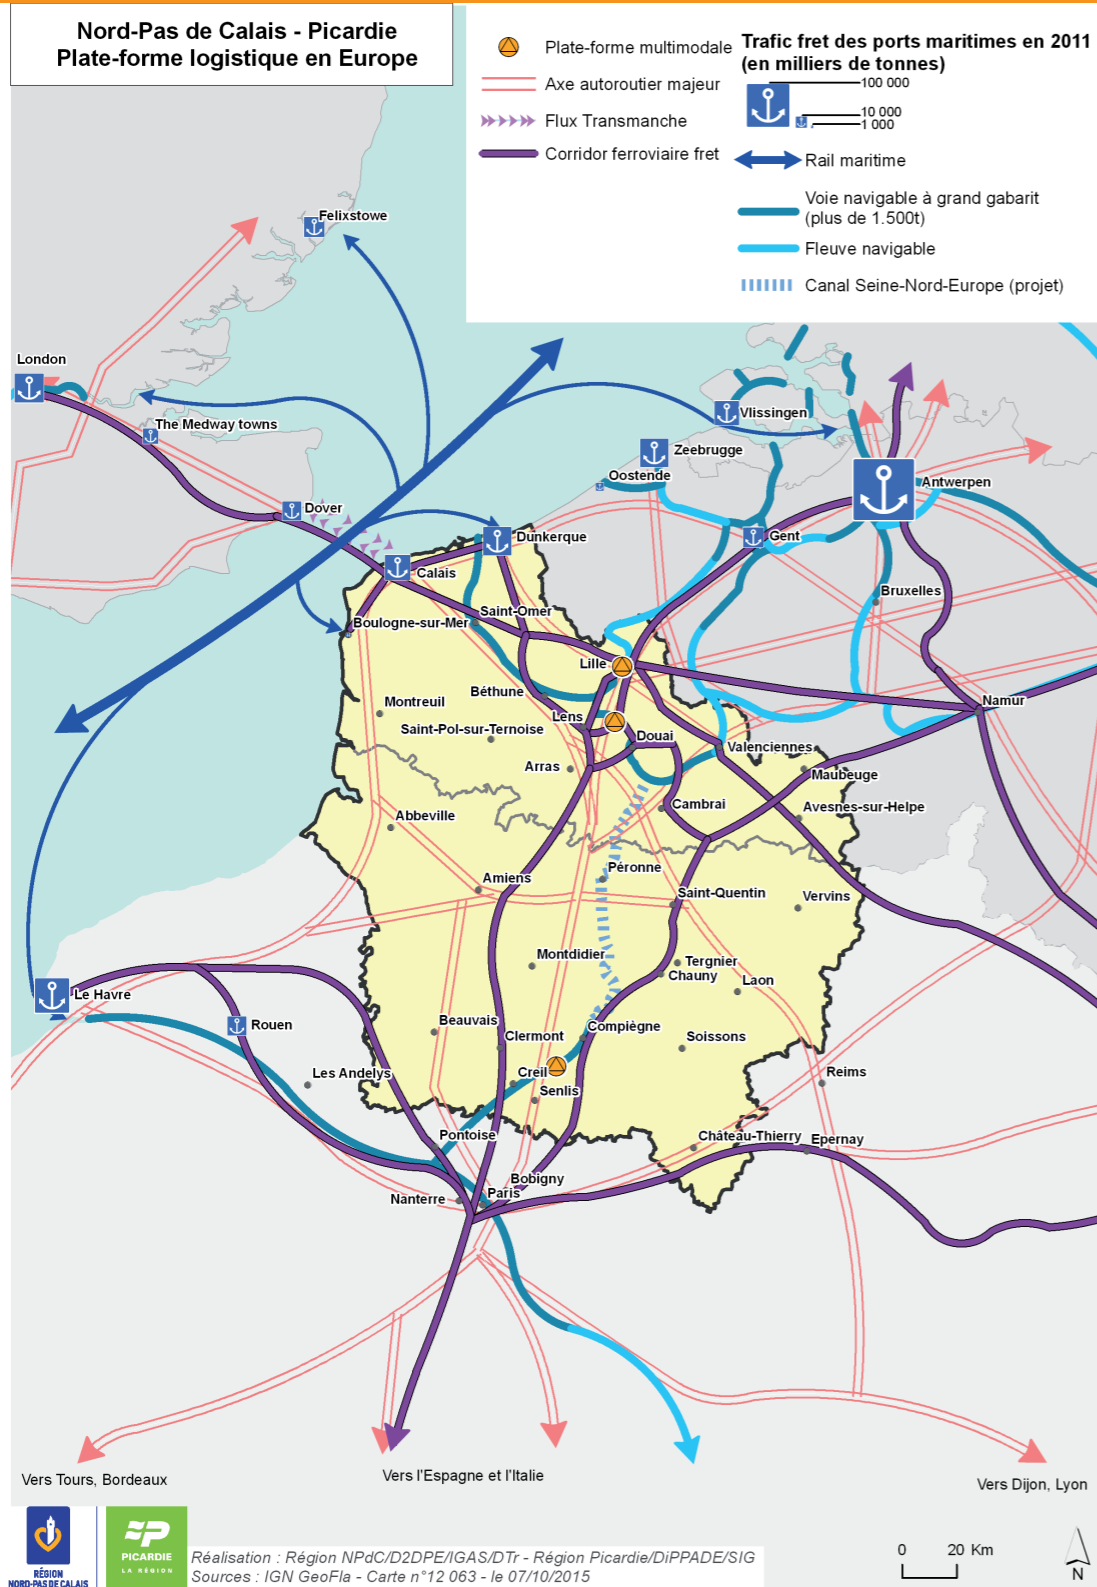 Nord-Pas de Calais - Picardie
Plate-forme logistique en Europe
Plate-forme multimodale
Axe autoroutier majeur
Flux Transmanche
Corridor ferroviaire fret
Trafic fret des ports maritimes en 2011
(en milliers de tonnes)
100 000
10 000
1 000
Rail maritime
Voie navigable à grand gabarit
(plus de 1.500t)
Fleuve navigable
Canal Seine-Nord-Europe (projet)
Felixstowe
London
The Medway towns
Vlissingen
Zeebrugge
Oostende
Antwerpen
Dover
Dunkerque
Gent
Calais
Bruxelles
Saint-Omer
Boulogne-sur-Mer
Lille
Béthune
Namur
Montreuil
Lens
Saint-Pol-sur-Ternoise
Douai
Valenciennes
Arras
Maubeuge
Cambrai
Avesnes-sur-Helpe
Abbeville
Péronne
Amiens
Saint-Quentin
Vervins
Montdidier
Tergnier
Chauny
Laon
Le Havre
Rouen
Beauvais
Compiègne
Clermont
Soissons
Les Andelys
Creil
Reims
Senlis
Pontoise
Château-Thierry
Epernay
Bobigny
Nanterre
Paris
Vers Tours, Bordeaux
Vers l'Espagne et l'Italie
Vers Dijon, Lyon
RÉGION
NORD-PAS DE CALAIS
PICARDIE
LA RÉGION
Réalisation : Région NPdC/D2DPE/IGAS/DTr - Région Picardie/DiPPADE/SIG
Sources : IGN GeoFla - Carte n°12 063 - le 07/10/2015
0 20 Km
N